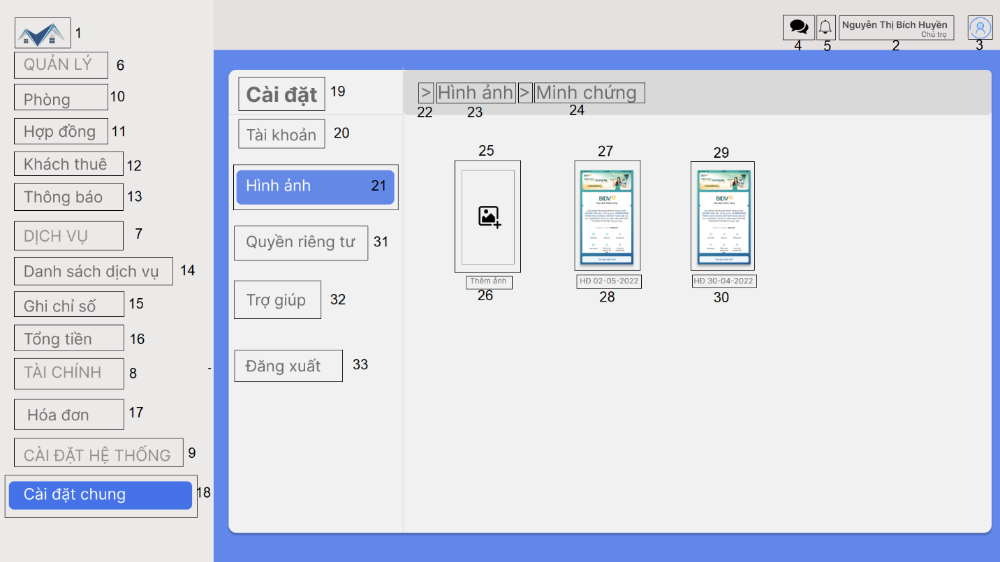 1
QUẢN LÝ 6
Phòng 10
Hợp đồng 11
Khách thuê 12
Thông báo 13
DỊCH VỤ 7
Danh sách dịch vụ 14
Ghi chỉ số 15
Tổng tiền 16
TÀI CHÍNH 8
-
Hóa đơn 17
CÀI ĐẶT HỆ THỐNG 9
Cài đặt chung 18
Nguyễn Thị Bích Huyền
Chủ trọ
4 5 2 3
Cài đặt 19
Tài khoản 20
Hình ảnh 21
Quyền riêng tư 31
Trợ giúp 32
Đăng xuất 33
> Hình ảnh > Minh chứng
22 23 24
25 27 29
BIDV BIDV
Thêm ảnh HĐ 02-05-2022 HĐ 30-04-2022
26 28 30